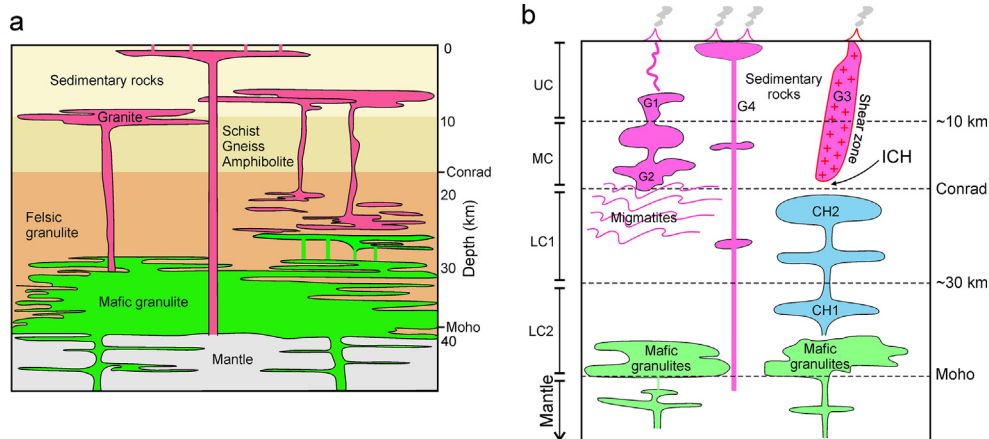 a
Sedimentary rocks
Granite
Schist
Gneiss
Amphibolite
Felsic
granulite
Mafic granulite
Mantle
0
10
Conrad
20
30
Moho
40
Depth (km)
b
UC
MC
LC1
LC2
Mantle
G1
G2
Migmatites
G4
Sedimentary
rocks
G3
Shear zone
ICH
CH2
CH1
Mafic
granulites
Mafic
granulites
~10 km
Conrad
~30 km
Moho